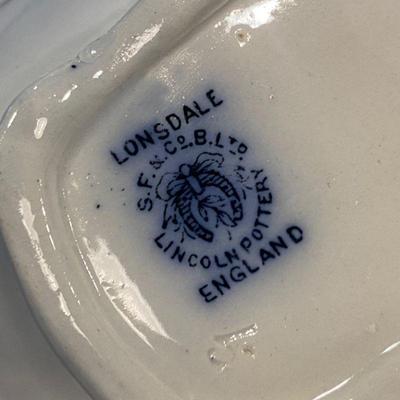 LONSDALE
S.F. & Co. B. LTD
LINCOLN POTTERY
ENGLAND